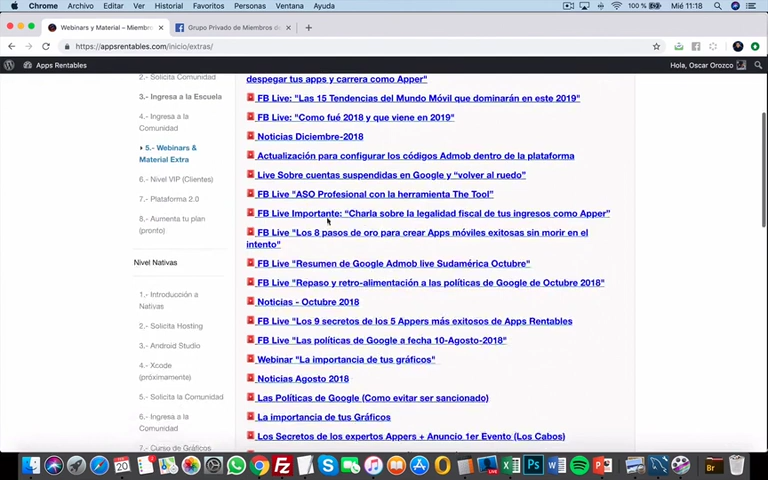 Chrome Archivo Editar Ver Historial Favoritos Personas Ventana Ayuda 100 % Mié 11:18
Webinars y Material – Miembro
Grupo Privado de Miembros d
https://appsrentables.com/inicio/extras/
Apps Rentables
Hola, Oscar Orozco
2.- Solicita Comunidad
3.- Ingresa a la Escuela
4.- Ingresa a la
Comunidad
5.- Webinars &
Material Extra
6.- Nivel VIP (Clientes)
7.- Plataforma 2.0
8.- Aumenta tu plan
(pronto)
Nivel Nativas
1.- Introducción a
Nativas
2.- Solicita Hosting
3.- Android Studio
4.- Xcode
(próximamente)
5.- Solicita la Comunidad
6.- Ingresa a la
Comunidad
7.- Curso de Gráficos
despegar tus apps y carrera como Apper"
FB Live: "Las 15 Tendencias del Mundo Móvil que dominarán en este 2019"
FB Live: "Como fué 2018 y que viene en 2019"
Noticias Diciembre-2018
Actualización para configurar los códigos Admob dentro de la plataforma
Live Sobre cuentas suspendidas en Google y “volver al ruedo”
FB Live “ASO Profesional con la herramienta The Tool”
FB Live Importante: “Charla sobre la legalidad fiscal de tus ingresos como Apper”
FB Live "Los 8 pasos de oro para crear Apps móviles exitosas sin morir en el
intento"
FB Live "Resumen de Google Admob live Sudamérica Octubre"
FB Live "Repaso y retro-alimentación a las políticas de Google de Octubre 2018"
Noticias - Octubre 2018
FB Live "Los 9 secretos de los 5 Appers más exitosos de Apps Rentables
FB Live "Las políticas de Google a fecha 10-Agosto-2018"
Webinar "La importancia de tus gráficos"
Noticias Agosto 2018
Las Políticas de Google (Como evitar ser sancionado)
La importancia de tus Gráficos
Los Secretos de los expertos Appers + Anuncio 1er Evento (Los Cabos)
20
Br